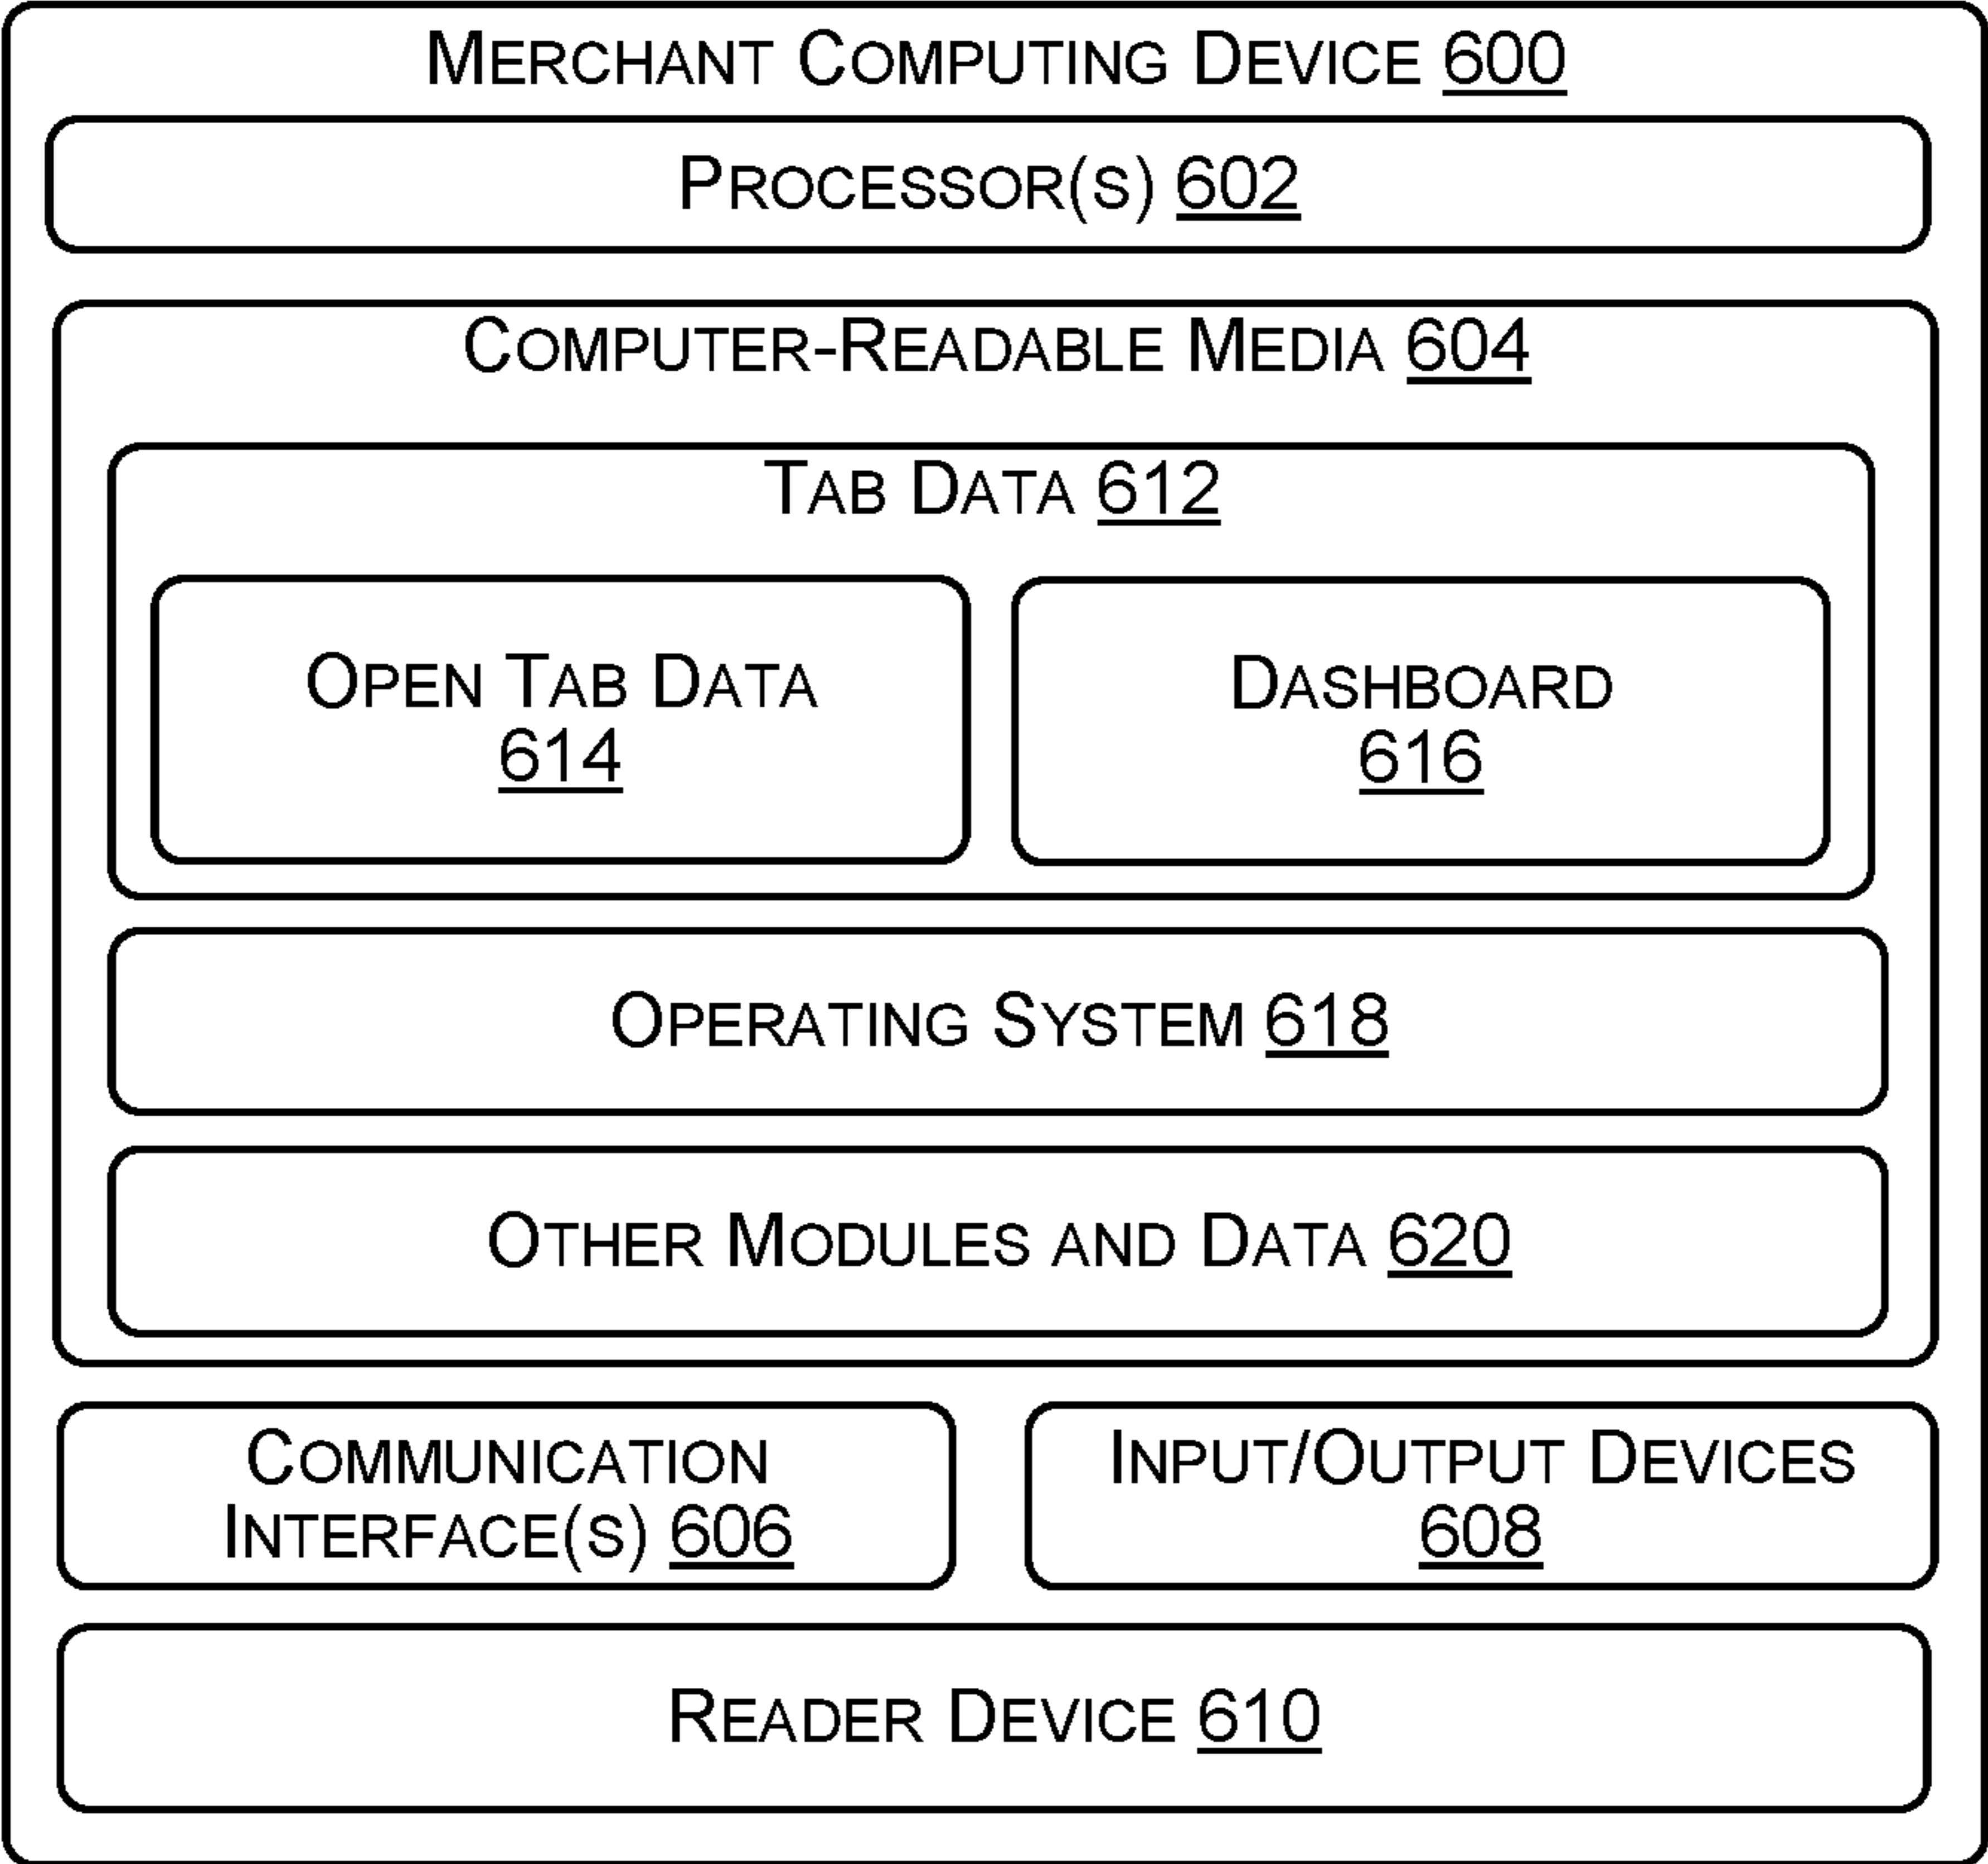 MERCHANT COMPUTING DEVICE 600
PROCESSOR(S) 602
COMPUTER-READABLE MEDIA 604
TAB DATA 612
OPEN TAB DATA
614
DASHBOARD
616
OPERATING SYSTEM 618
OTHER MODULES AND DATA 620
COMMUNICATION
INTERFACE(S) 606
INPUT/OUTPUT DEVICES
608
READER DEVICE 610